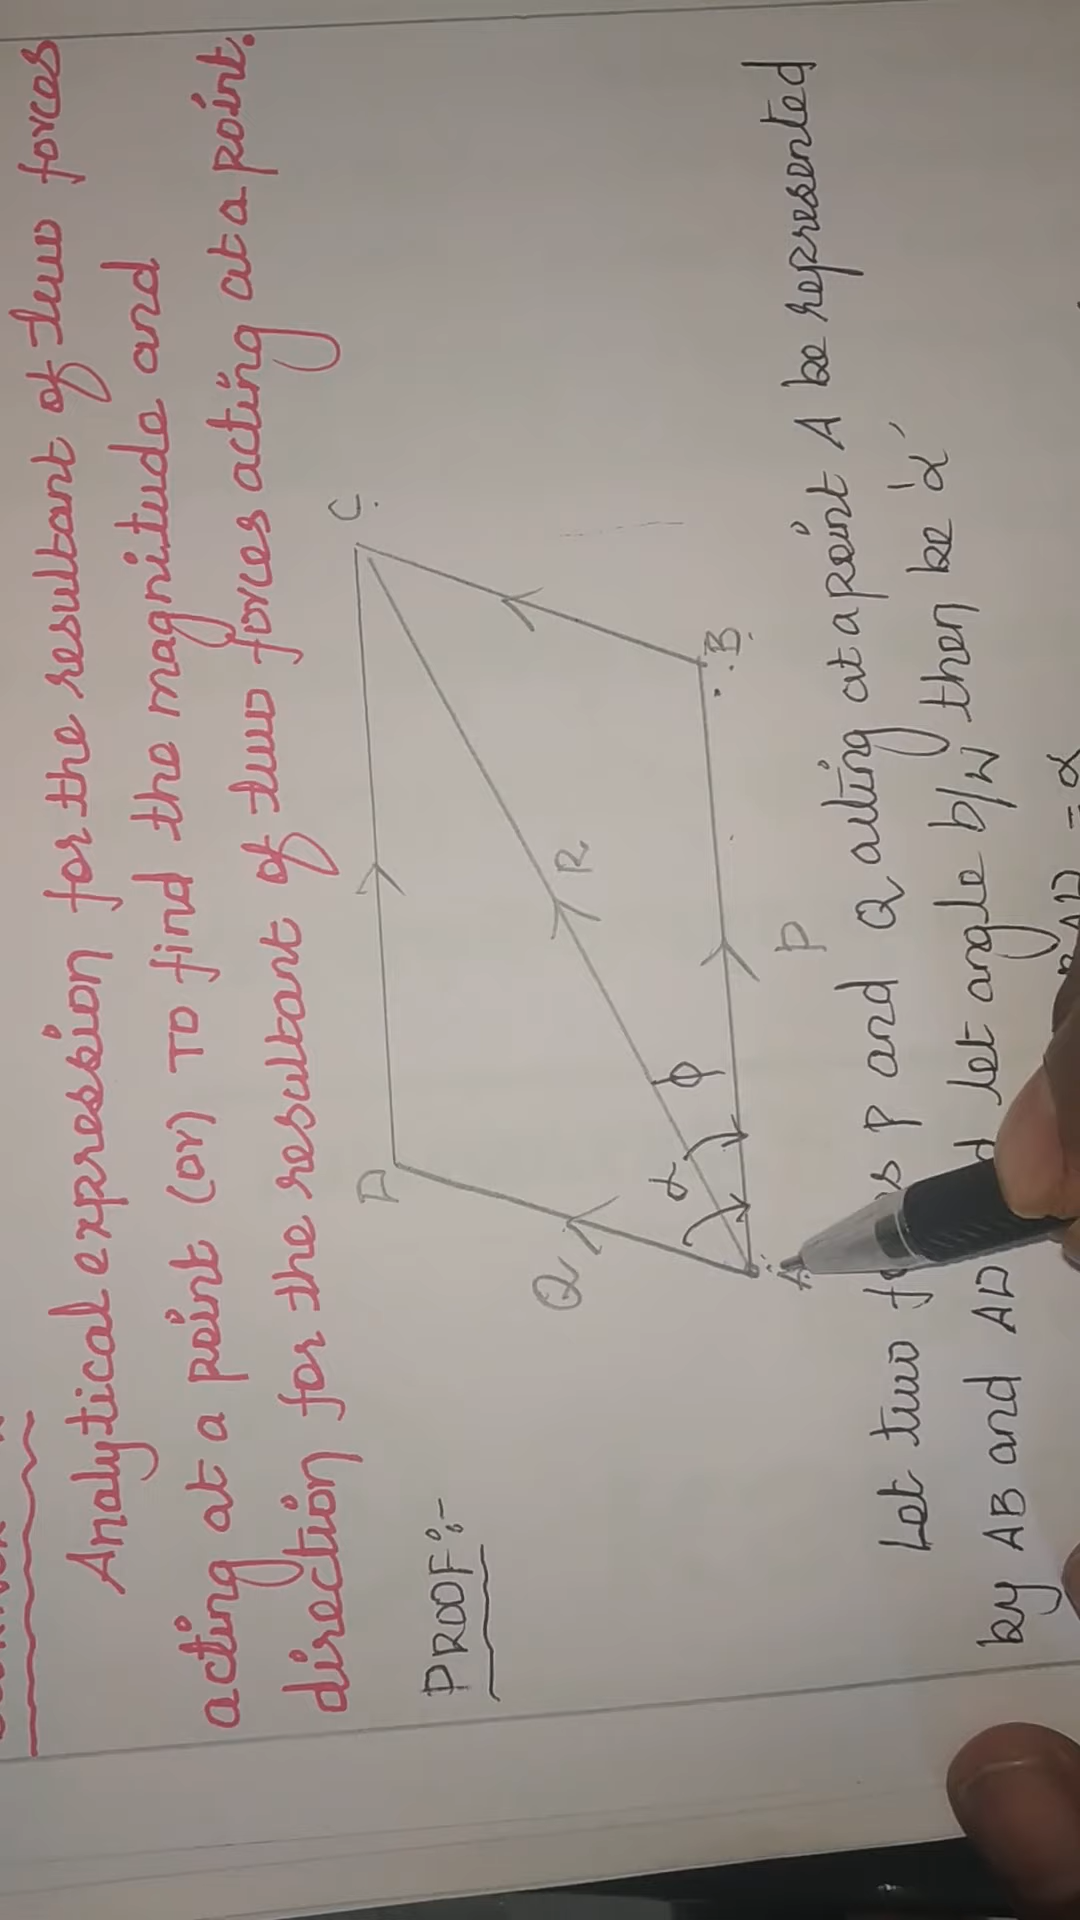 Analytical expression for the resultant of two forces
acting at a point (or) To find the magnitude and
direction for the resultant of two forces acting at a point.
PROOF:-
D
C
Q
R
α
φ
A
P
B
Let two P and Q acting at a point A be represented
by AB and AD let angle b/w then be 'α'
= α